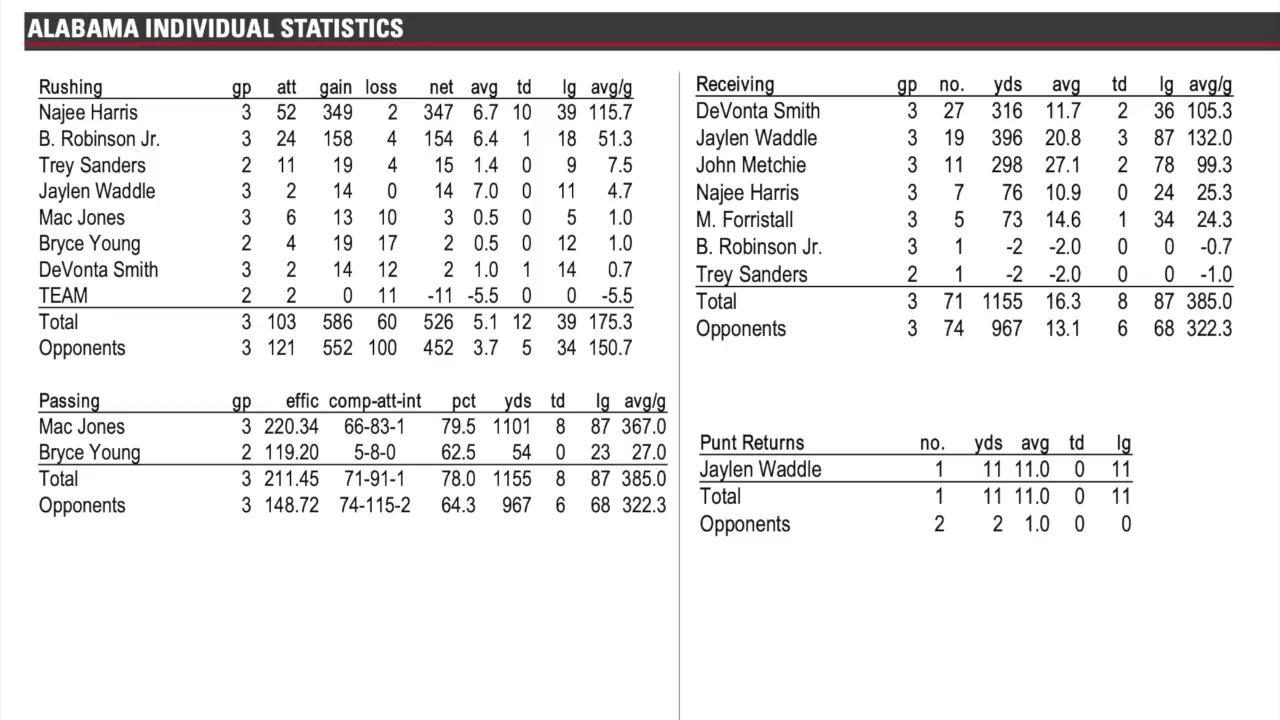 ALABAMA INDIVIDUAL STATISTICS
Rushing gp att gain loss net avg td lg avg/g
Najee Harris 3 52 349 2 347 6.7 10 39 115.7
B. Robinson Jr. 3 24 158 4 154 6.4 1 18 51.3
Trey Sanders 2 11 19 4 15 1.4 0 9 7.5
Jaylen Waddle 3 2 14 0 14 7.0 0 11 4.7
Mac Jones 3 6 13 10 3 0.5 0 5 1.0
Bryce Young 2 4 19 17 2 0.5 0 12 1.0
DeVonta Smith 3 2 14 12 2 1.0 1 14 0.7
TEAM 2 2 0 11 -11 -5.5 0 0 -5.5
Total 3 103 586 60 526 5.1 12 39 175.3
Opponents 3 121 552 100 452 3.7 5 34 150.7
Passing gp effic comp-att-int pct yds td lg avg/g
Mac Jones 3 220.34 66-83-1 79.5 1101 8 87 367.0
Bryce Young 2 119.20 5-8-0 62.5 54 0 23 27.0
Total 3 211.45 71-91-1 78.0 1155 8 87 385.0
Opponents 3 148.72 74-115-2 64.3 967 6 68 322.3
Receiving gp no. yds avg td lg avg/g
DeVonta Smith 3 27 316 11.7 2 36 105.3
Jaylen Waddle 3 19 396 20.8 3 87 132.0
John Metchie 3 11 298 27.1 2 78 99.3
Najee Harris 3 7 76 10.9 0 24 25.3
M. Forristall 3 5 73 14.6 1 34 24.3
B. Robinson Jr. 3 1 -2 -2.0 0 0 -0.7
Trey Sanders 2 1 -2 -2.0 0 0 -1.0
Total 3 71 1155 16.3 8 87 385.0
Opponents 3 74 967 13.1 6 68 322.3
Punt Returns no. yds avg td lg
Jaylen Waddle 1 11 11.0 0 11
Total 1 11 11.0 0 11
Opponents 2 2 1.0 0 0